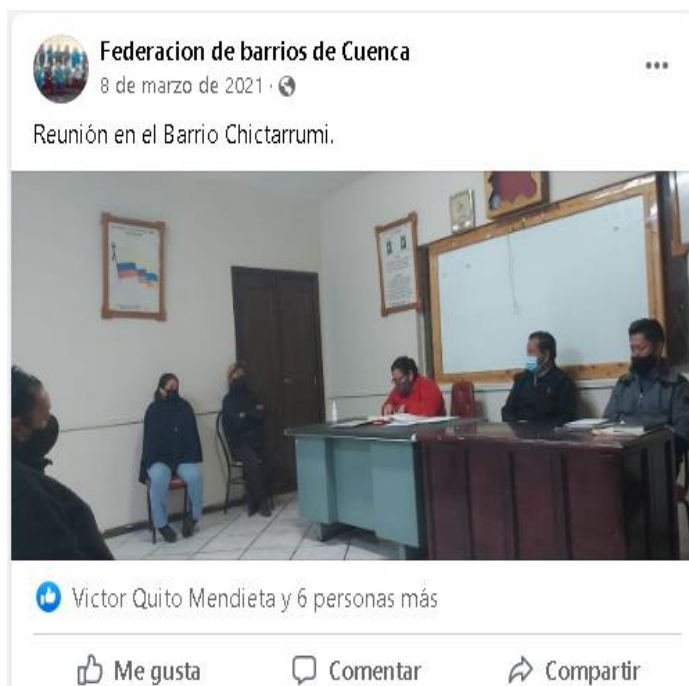 Federacion de barrios de Cuenca
8 de marzo de 2021 ·
Reunión en el Barrio Chictarrumi.
Victor Quito Mendieta y 6 personas más
Me gusta
Comentar
Compartir